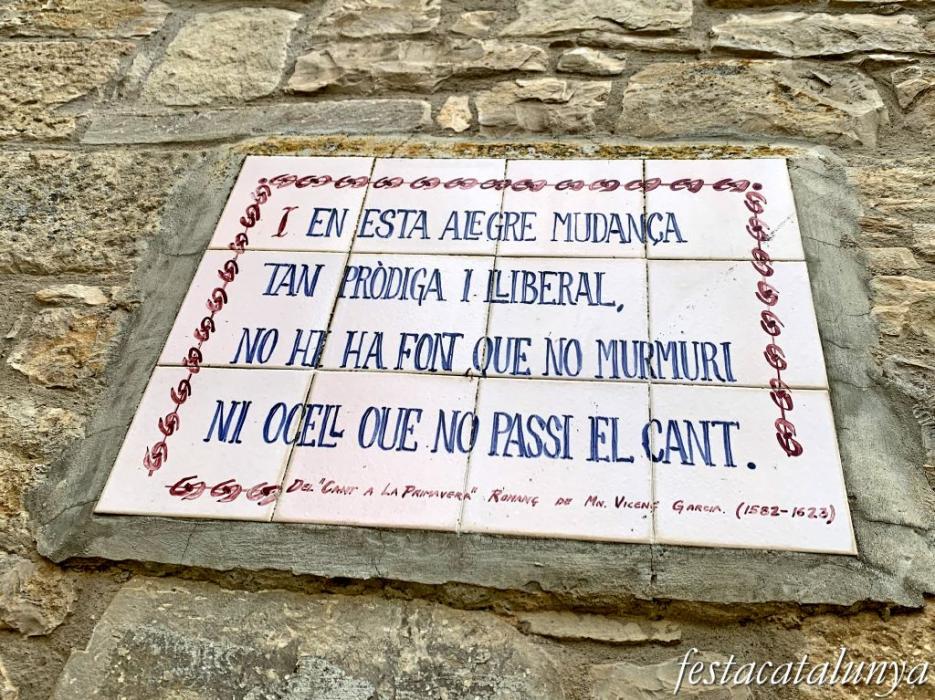 I EN ESTA ALEGRE MUDANÇA
TAN PRÒDIGA I LLIBERAL,
NO HI HA FONT, QUE NO MURMURI
NI OCELL QUE NO PASSI EL CANT.
DEL "CANT A LA PRIMAVERA" ROMANÇ DE MN. VICENÇ GARCIA. (1582-1623)
festacatalunya